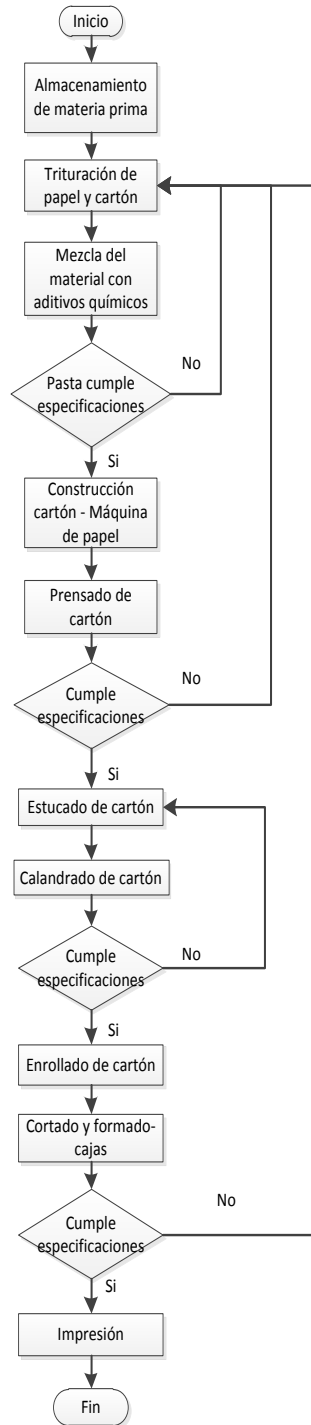 Inicio
Almacenamiento
de materia prima
Trituración de
papel y cartón
Mezcla del
material con
aditivos químicos
No
Pasta cumple
especificaciones
Si
Construcción
cartón - Máquina
de papel
Prensado de
cartón
No
Cumple
especificaciones
Si
Estucado de cartón
Calandrado de cartón
Cumple
No
especificaciones
Si
Enrollado de cartón
Cortado y formado-
cajas
No
Cumple
especificaciones
Si
Impresión
Fin